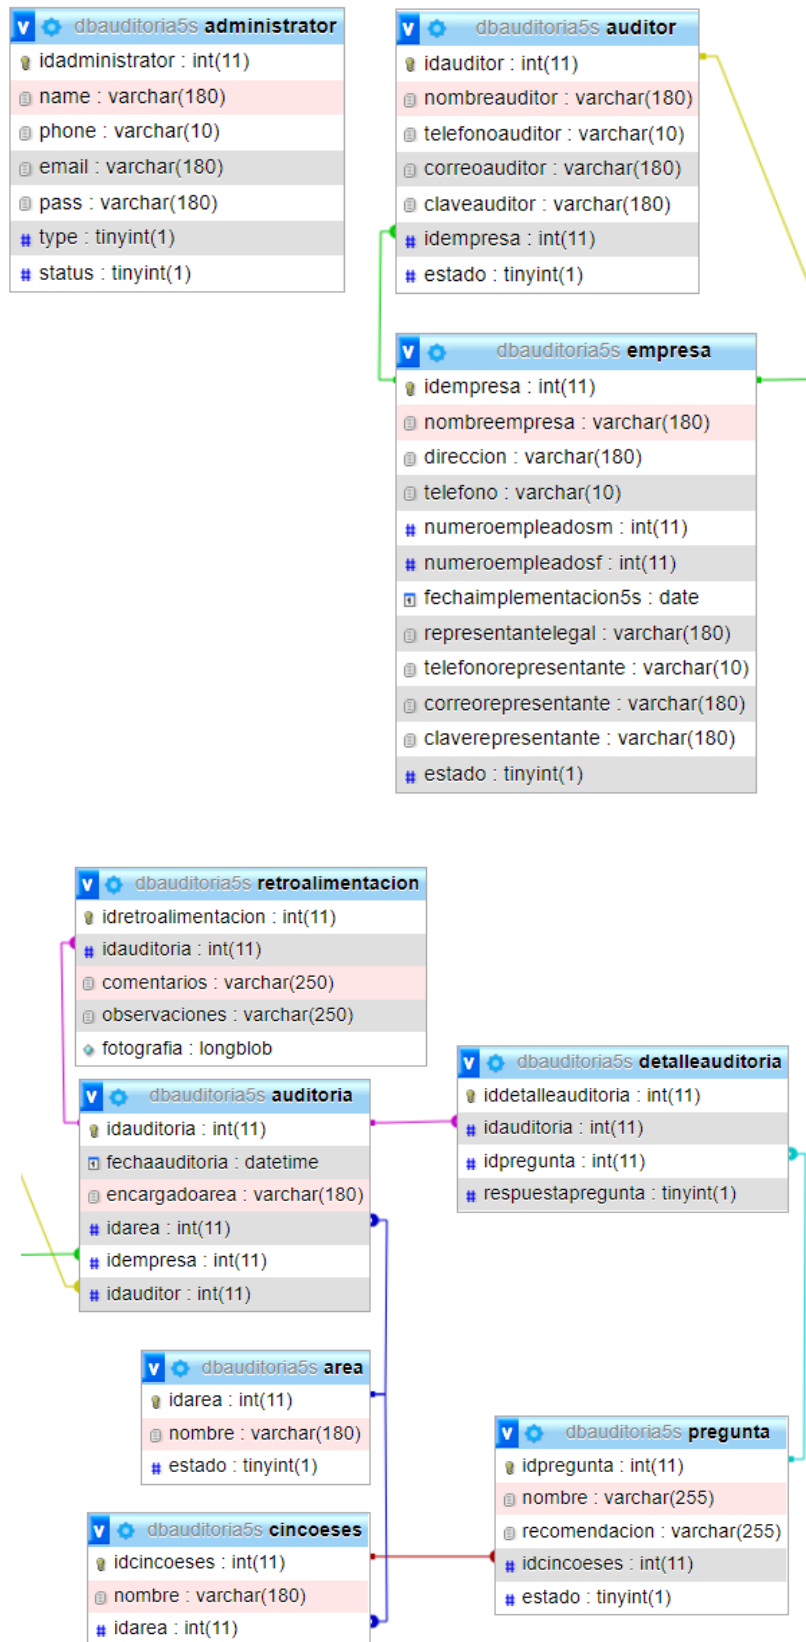 dbauditoria5s administrator
idadministrator : int(11)
name : varchar(180)
phone : varchar(10)
email : varchar(180)
pass : varchar(180)
# type : tinyint(1)
# status : tinyint(1)
dbauditoria5s auditor
idauditor : int(11)
nombreauditor : varchar(180)
telefonoauditor : varchar(10)
correoauditor : varchar(180)
claveauditor : varchar(180)
# idempresa : int(11)
# estado : tinyint(1)
dbauditoria5s empresa
idempresa : int(11)
nombreempresa : varchar(180)
direccion : varchar(180)
telefono : varchar(10)
# numeroempleadosm : int(11)
# numeroempleadosf : int(11)
fechaimplementacion5s : date
representantelegal : varchar(180)
telefonorepresentante : varchar(10)
correorepresentante : varchar(180)
claverepresentante : varchar(180)
# estado : tinyint(1)
dbauditoria5s retroalimentacion
idretroalimentacion : int(11)
# idauditoria : int(11)
comentarios : varchar(250)
observaciones : varchar(250)
fotografia : longblob
dbauditoria5s auditoria
idauditoria : int(11)
fechaauditoria : datetime
encargadoarea : varchar(180)
# idarea : int(11)
# idempresa : int(11)
# idauditor : int(11)
dbauditoria5s detalleauditoria
iddetalleauditoria : int(11)
# idauditoria : int(11)
# idpregunta : int(11)
# respuestapregunta : tinyint(1)
dbauditoria5s area
idarea : int(11)
nombre : varchar(180)
# estado : tinyint(1)
dbauditoria5s pregunta
idpregunta : int(11)
nombre : varchar(255)
recomendacion : varchar(255)
# idcincoeses : int(11)
# estado : tinyint(1)
dbauditoria5s cincoeses
idcincoeses : int(11)
nombre : varchar(180)
# idarea : int(11)